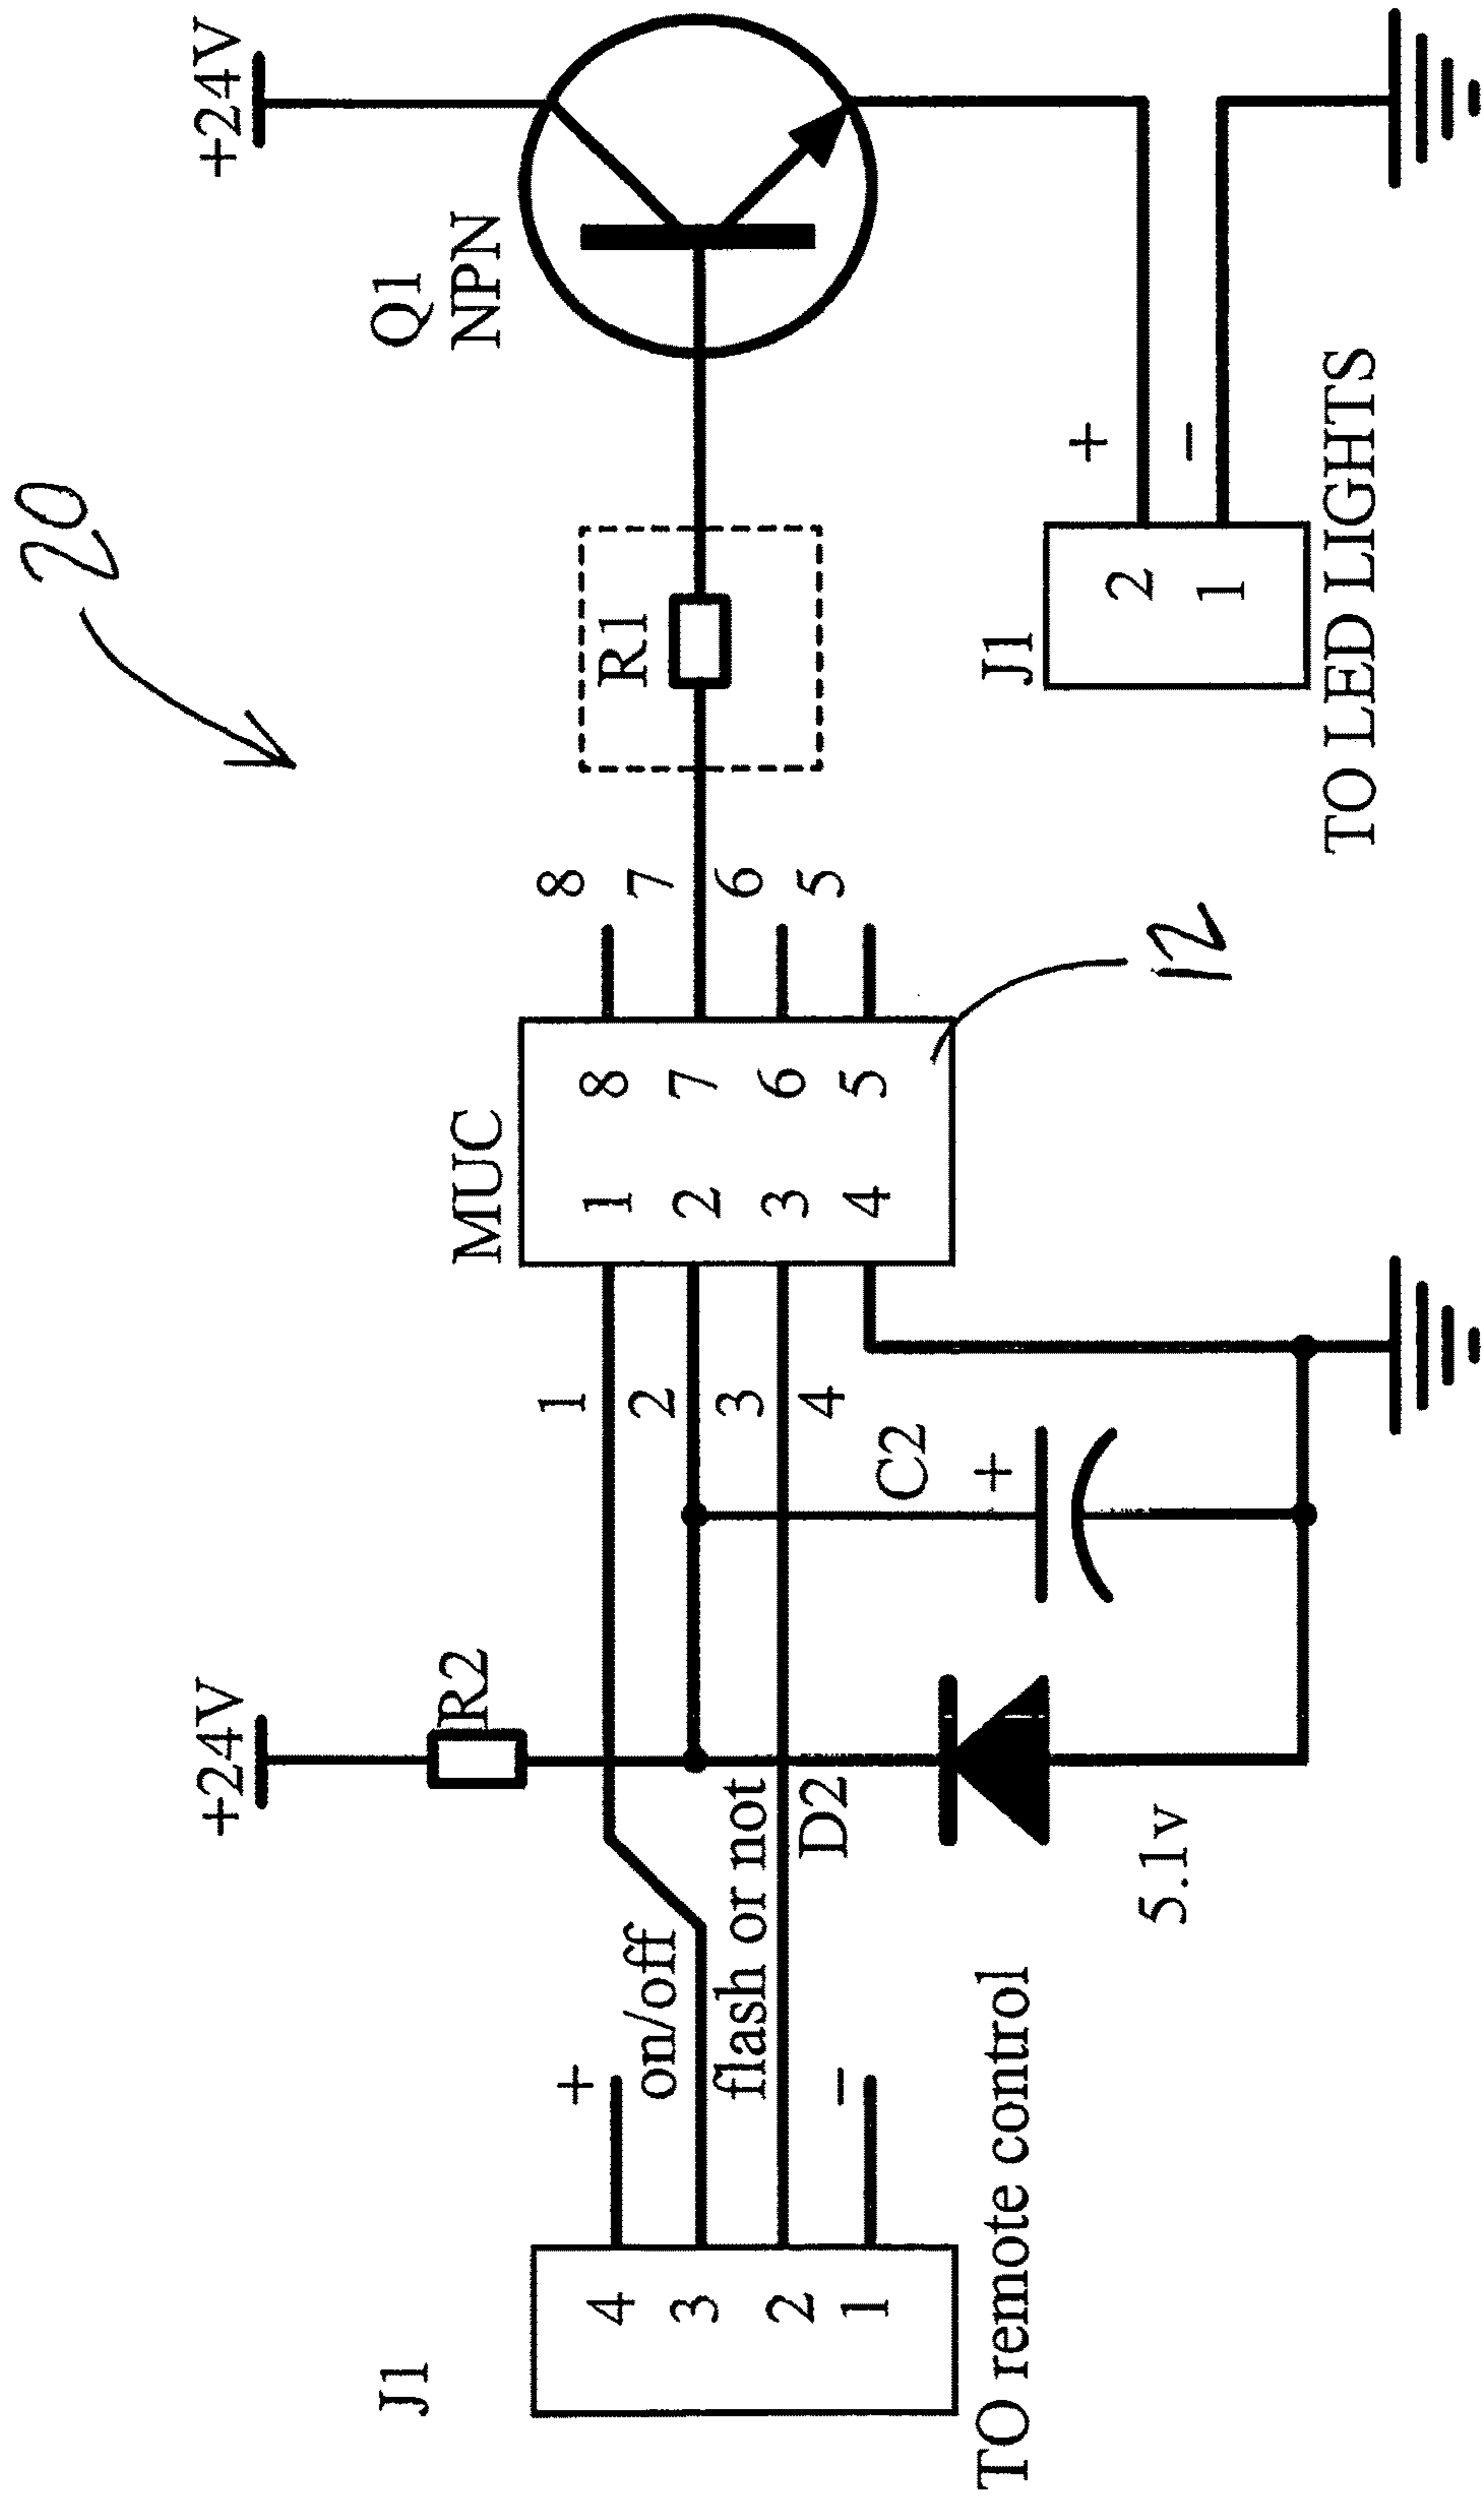 20
+24V
+24V
Q1
NPN
R2
MUC
R1
J1
+
on/off
flash or not
−
4
3
2
1
1
2
3
4
1 8
2 7
3 6
4 5
8
7
6
5
D2
C2
+
5.1v
TO remote control
12
J1
+
−
2
1
TO LED LIGHTS